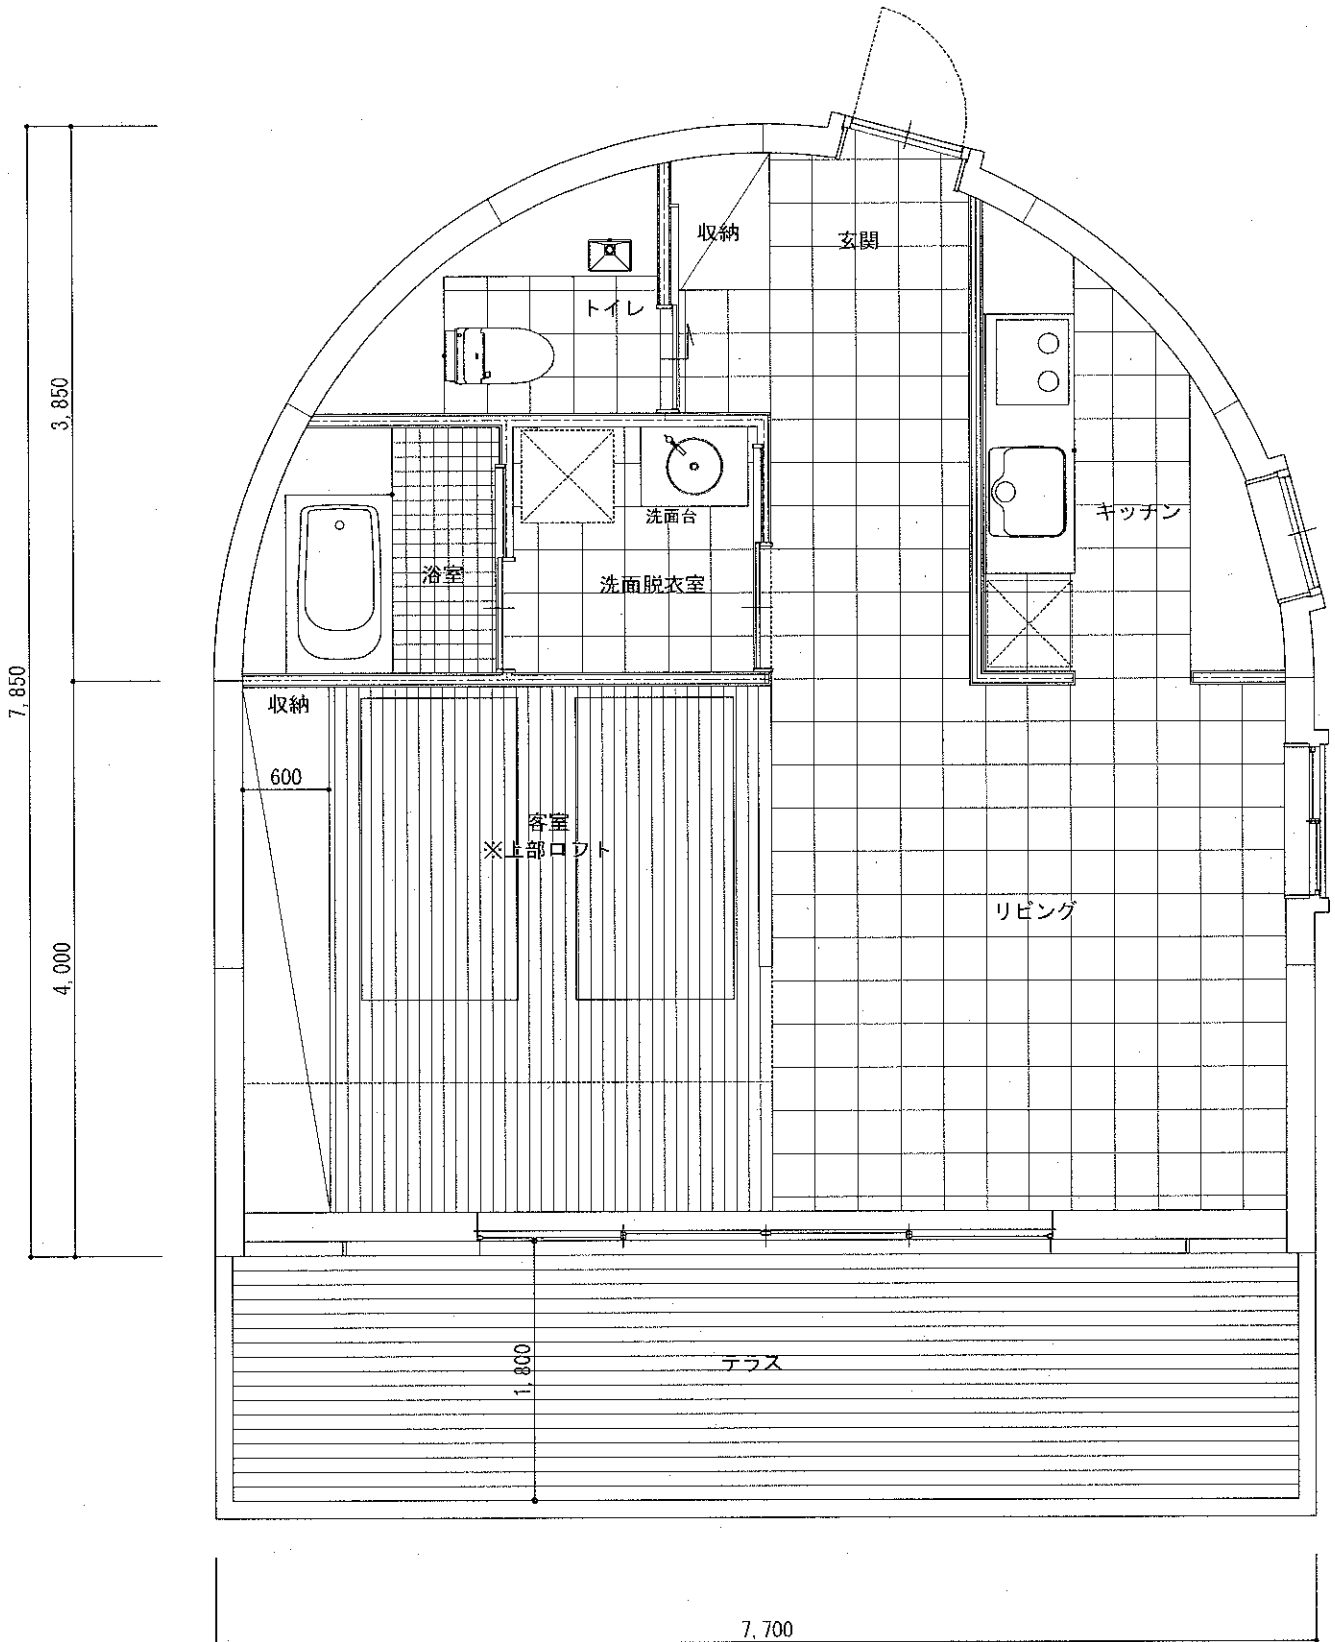 収納
玄関
トイレ
3,850
キッチン
洗面台
浴室
洗面脱衣室
7,850
収納
600
客室
※上部ロフト
リビング
4,000
テラス
1,800
7,700